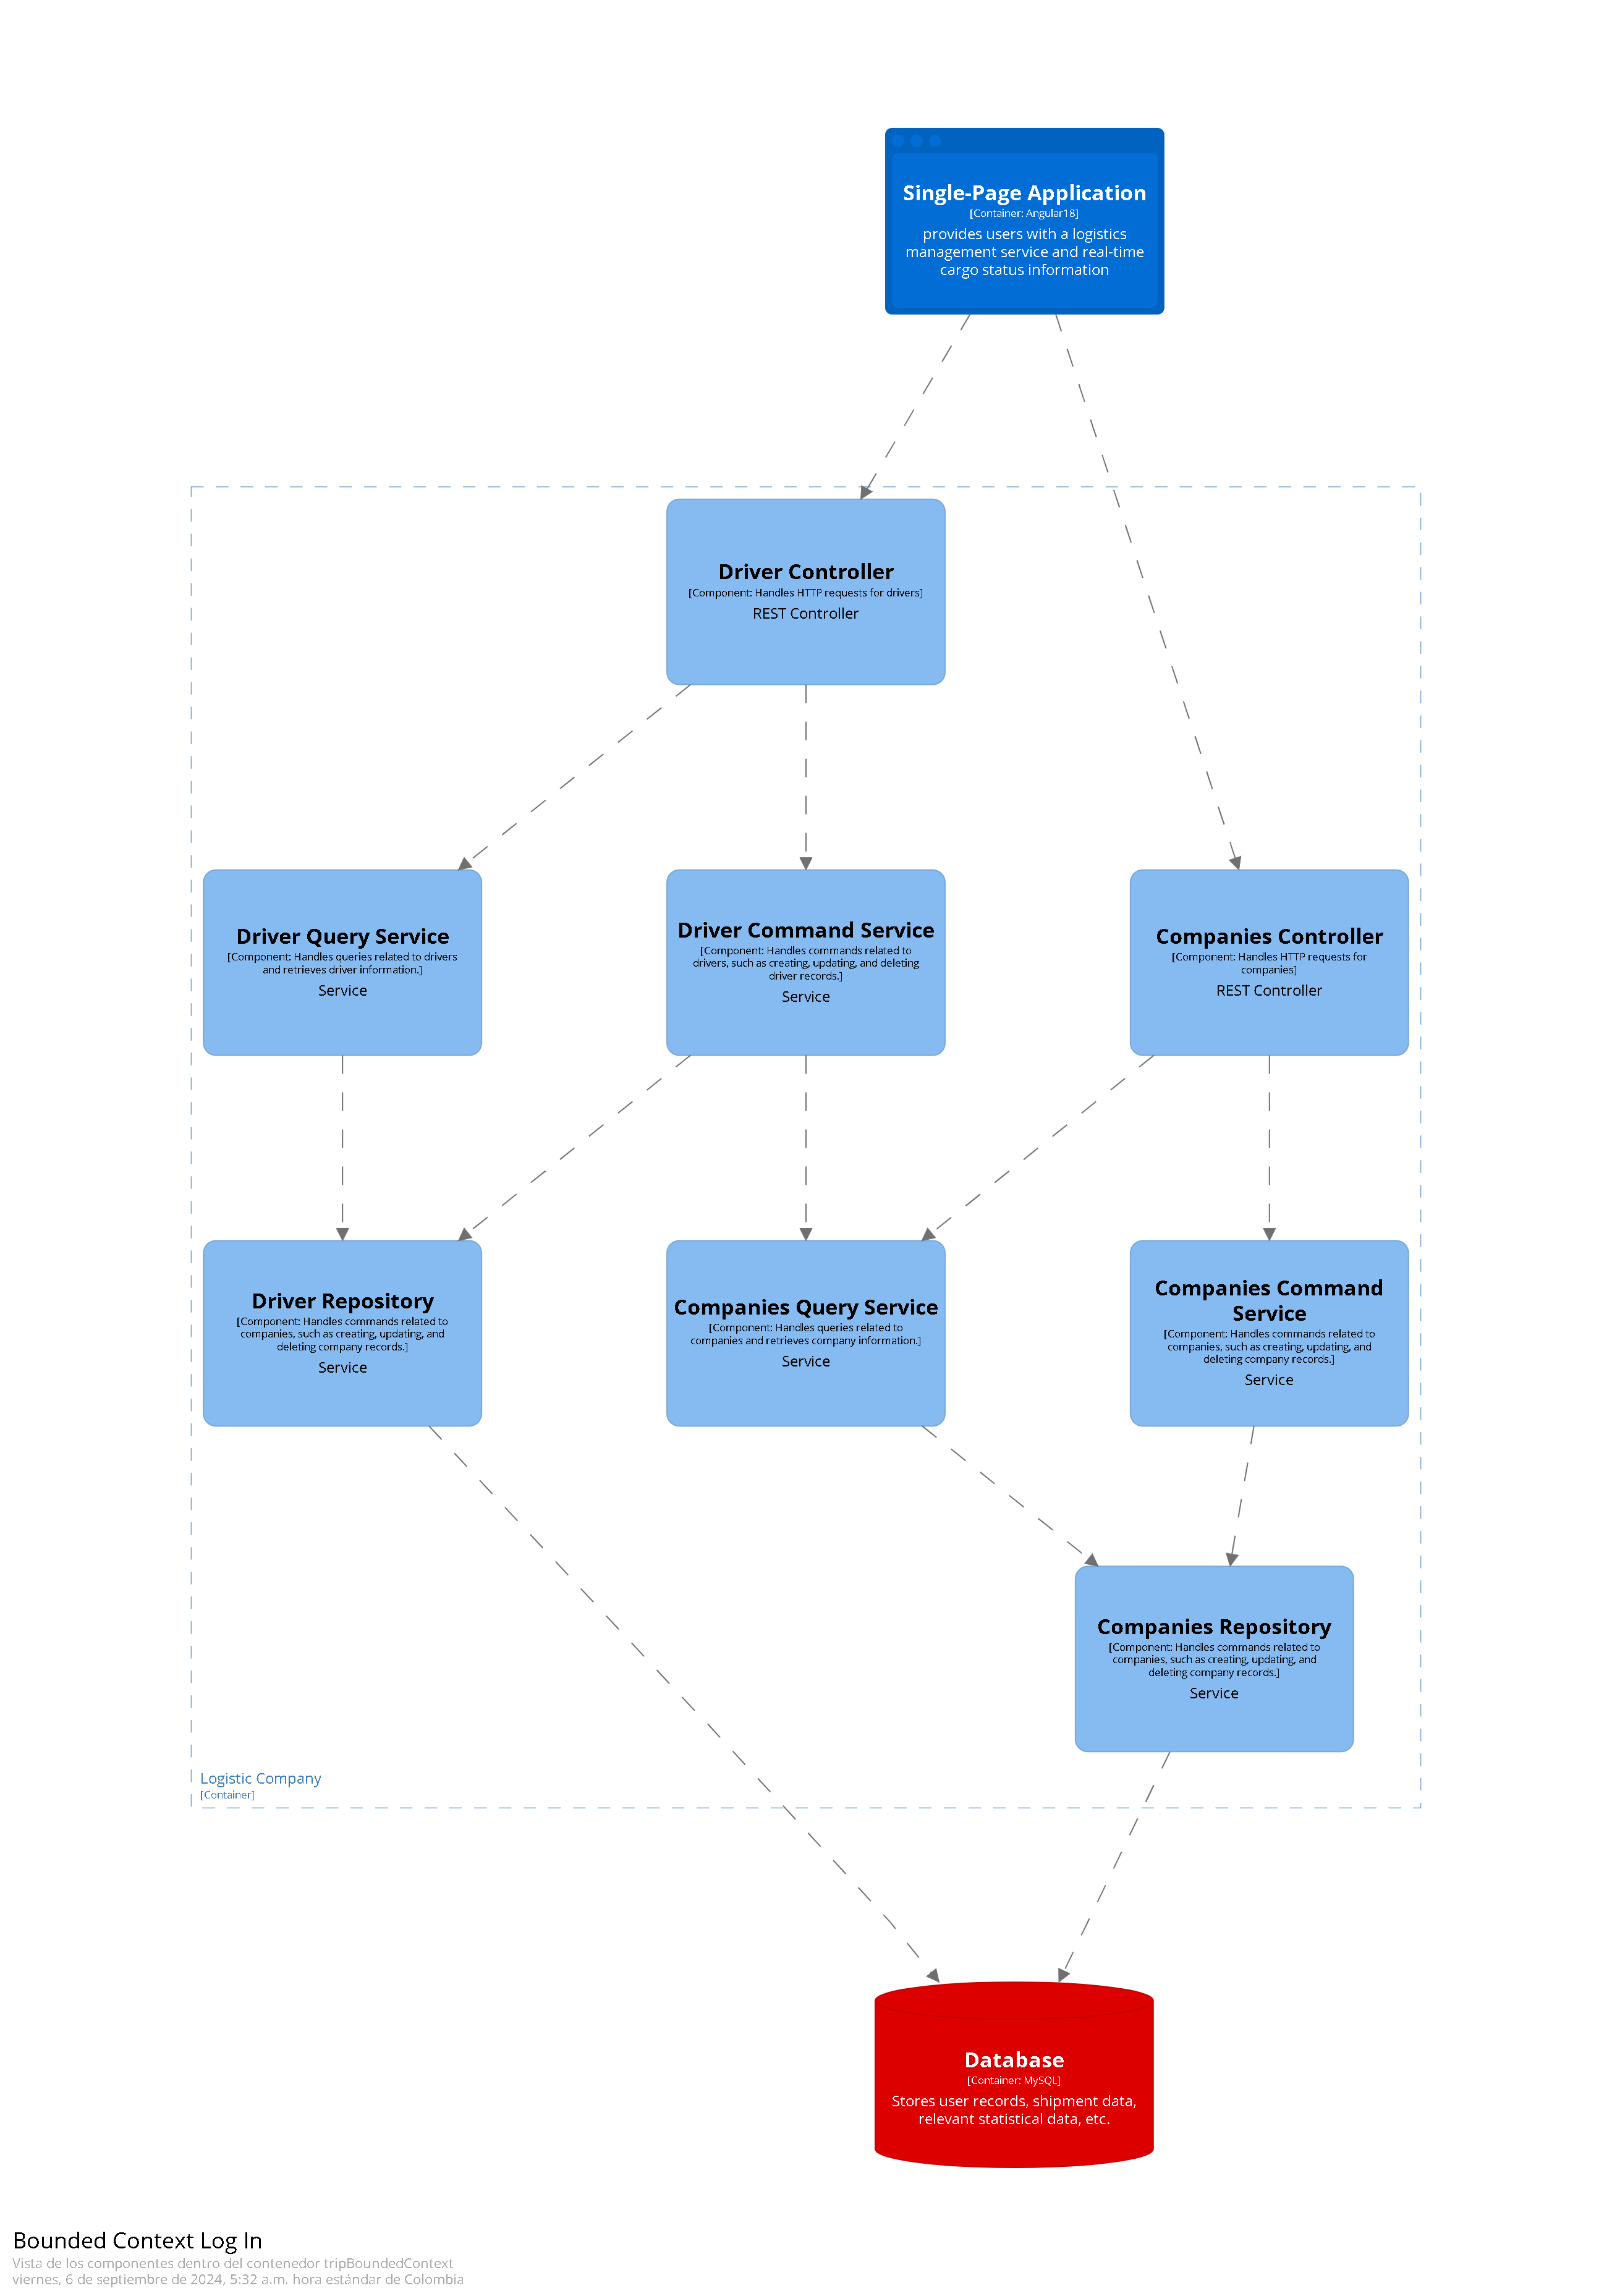 Single-Page Application
[Container: Angular18]
provides users with a logistics
management service and real-time
cargo status information
Driver Controller
[Component: Handles HTTP requests for drivers]
REST Controller
Driver Query Service
[Component: Handles queries related to drivers
and retrieves driver information.]
Service
Driver Command Service
[Component: Handles commands related to
drivers, such as creating, updating, and deleting
driver records.]
Service
Companies Controller
[Component: Handles HTTP requests for
companies]
REST Controller
Driver Repository
[Component: Handles commands related to
companies, such as creating, updating, and
deleting company records.]
Service
Companies Query Service
[Component: Handles queries related to
companies and retrieves company information.]
Service
Companies Command
Service
[Component: Handles commands related to
companies, such as creating, updating, and
deleting company records.]
Service
Companies Repository
[Component: Handles commands related to
companies, such as creating, updating, and
deleting company records.]
Service
Logistic Company
[Container]
Database
[Container: MySQL]
Stores user records, shipment data,
relevant statistical data, etc.
Bounded Context Log In
Vista de los componentes dentro del contenedor tripBoundedContext
viernes, 6 de septiembre de 2024, 5:32 a.m. hora estándar de Colombia